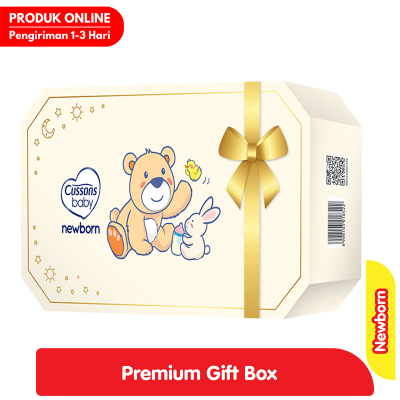 PRODUK ONLINE
Pengiriman 1-3 Hari
Cussons
baby
newborn
Newborn
Premium Gift Box